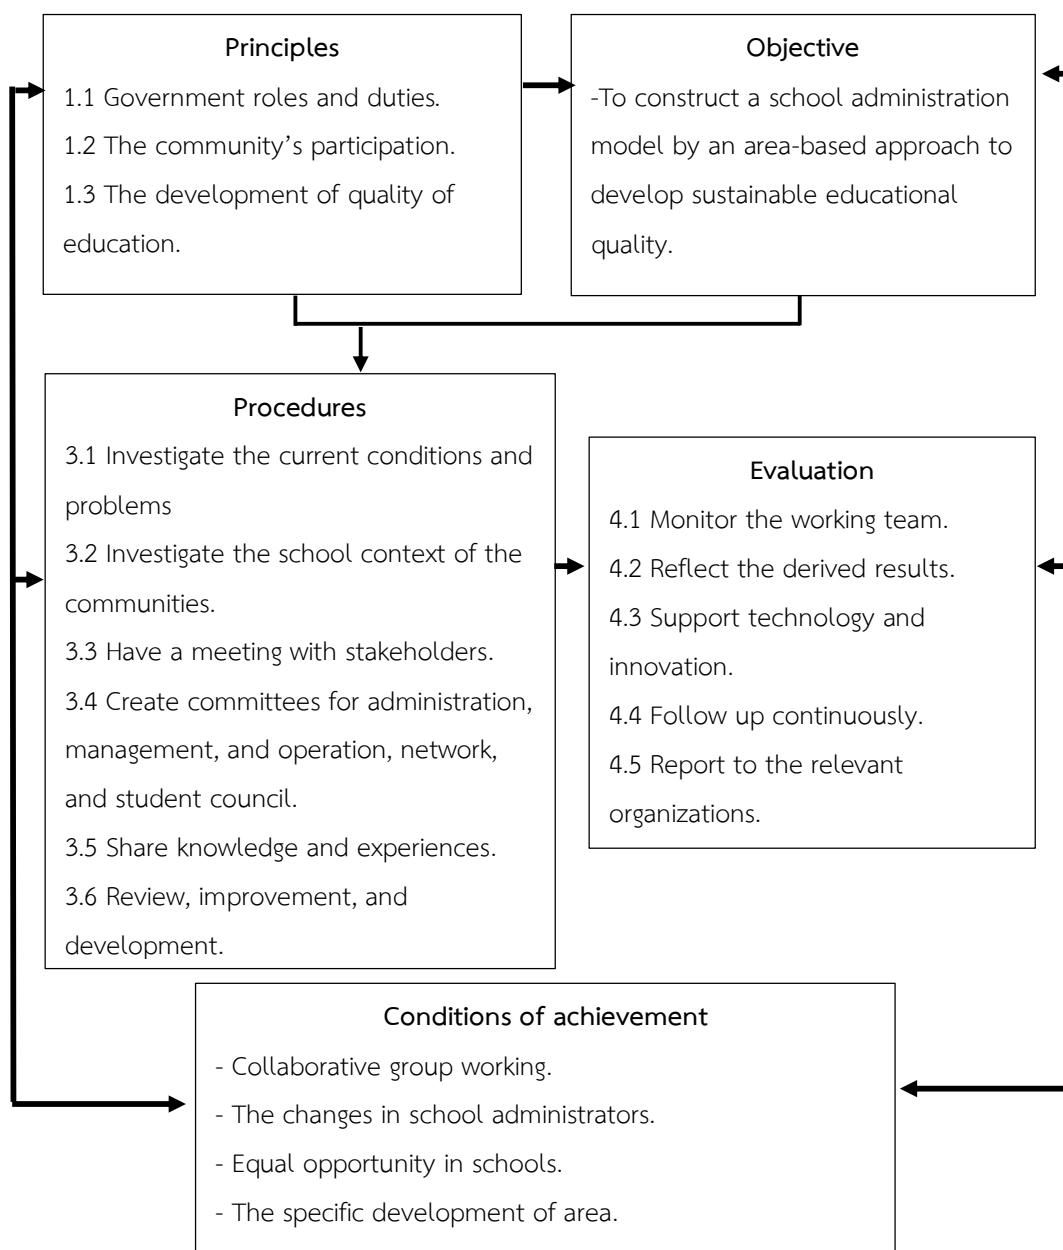 Principles
1.1 Government roles and duties.
1.2 The community’s participation.
1.3 The development of quality of
education.
Objective
-To construct a school administration
model by an area-based approach to
develop sustainable educational
quality.
Procedures
3.1 Investigate the current conditions and
problems
3.2 Investigate the school context of the
communities.
3.3 Have a meeting with stakeholders.
3.4 Create committees for administration,
management, and operation, network,
and student council.
3.5 Share knowledge and experiences.
3.6 Review, improvement, and
development.
Evaluation
4.1 Monitor the working team.
4.2 Reflect the derived results.
4.3 Support technology and
innovation.
4.4 Follow up continuously.
4.5 Report to the relevant
organizations.
Conditions of achievement
- Collaborative group working.
- The changes in school administrators.
- Equal opportunity in schools.
- The specific development of area.